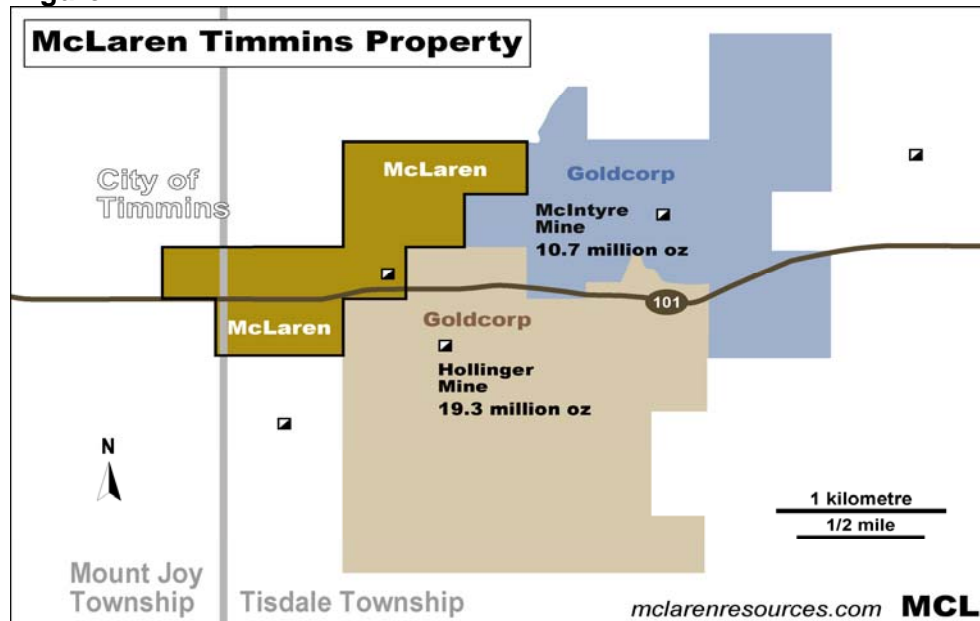 McLaren Timmins Property
City of
Timmins
McLaren
Goldcorp
McIntyre
Mine
10.7 million oz
101
McLaren
Goldcorp
Hollinger
Mine
19.3 million oz
N
1 kilometre
1/2 mile
Mount Joy
Township
Tisdale Township
mclarenresources.com MCL